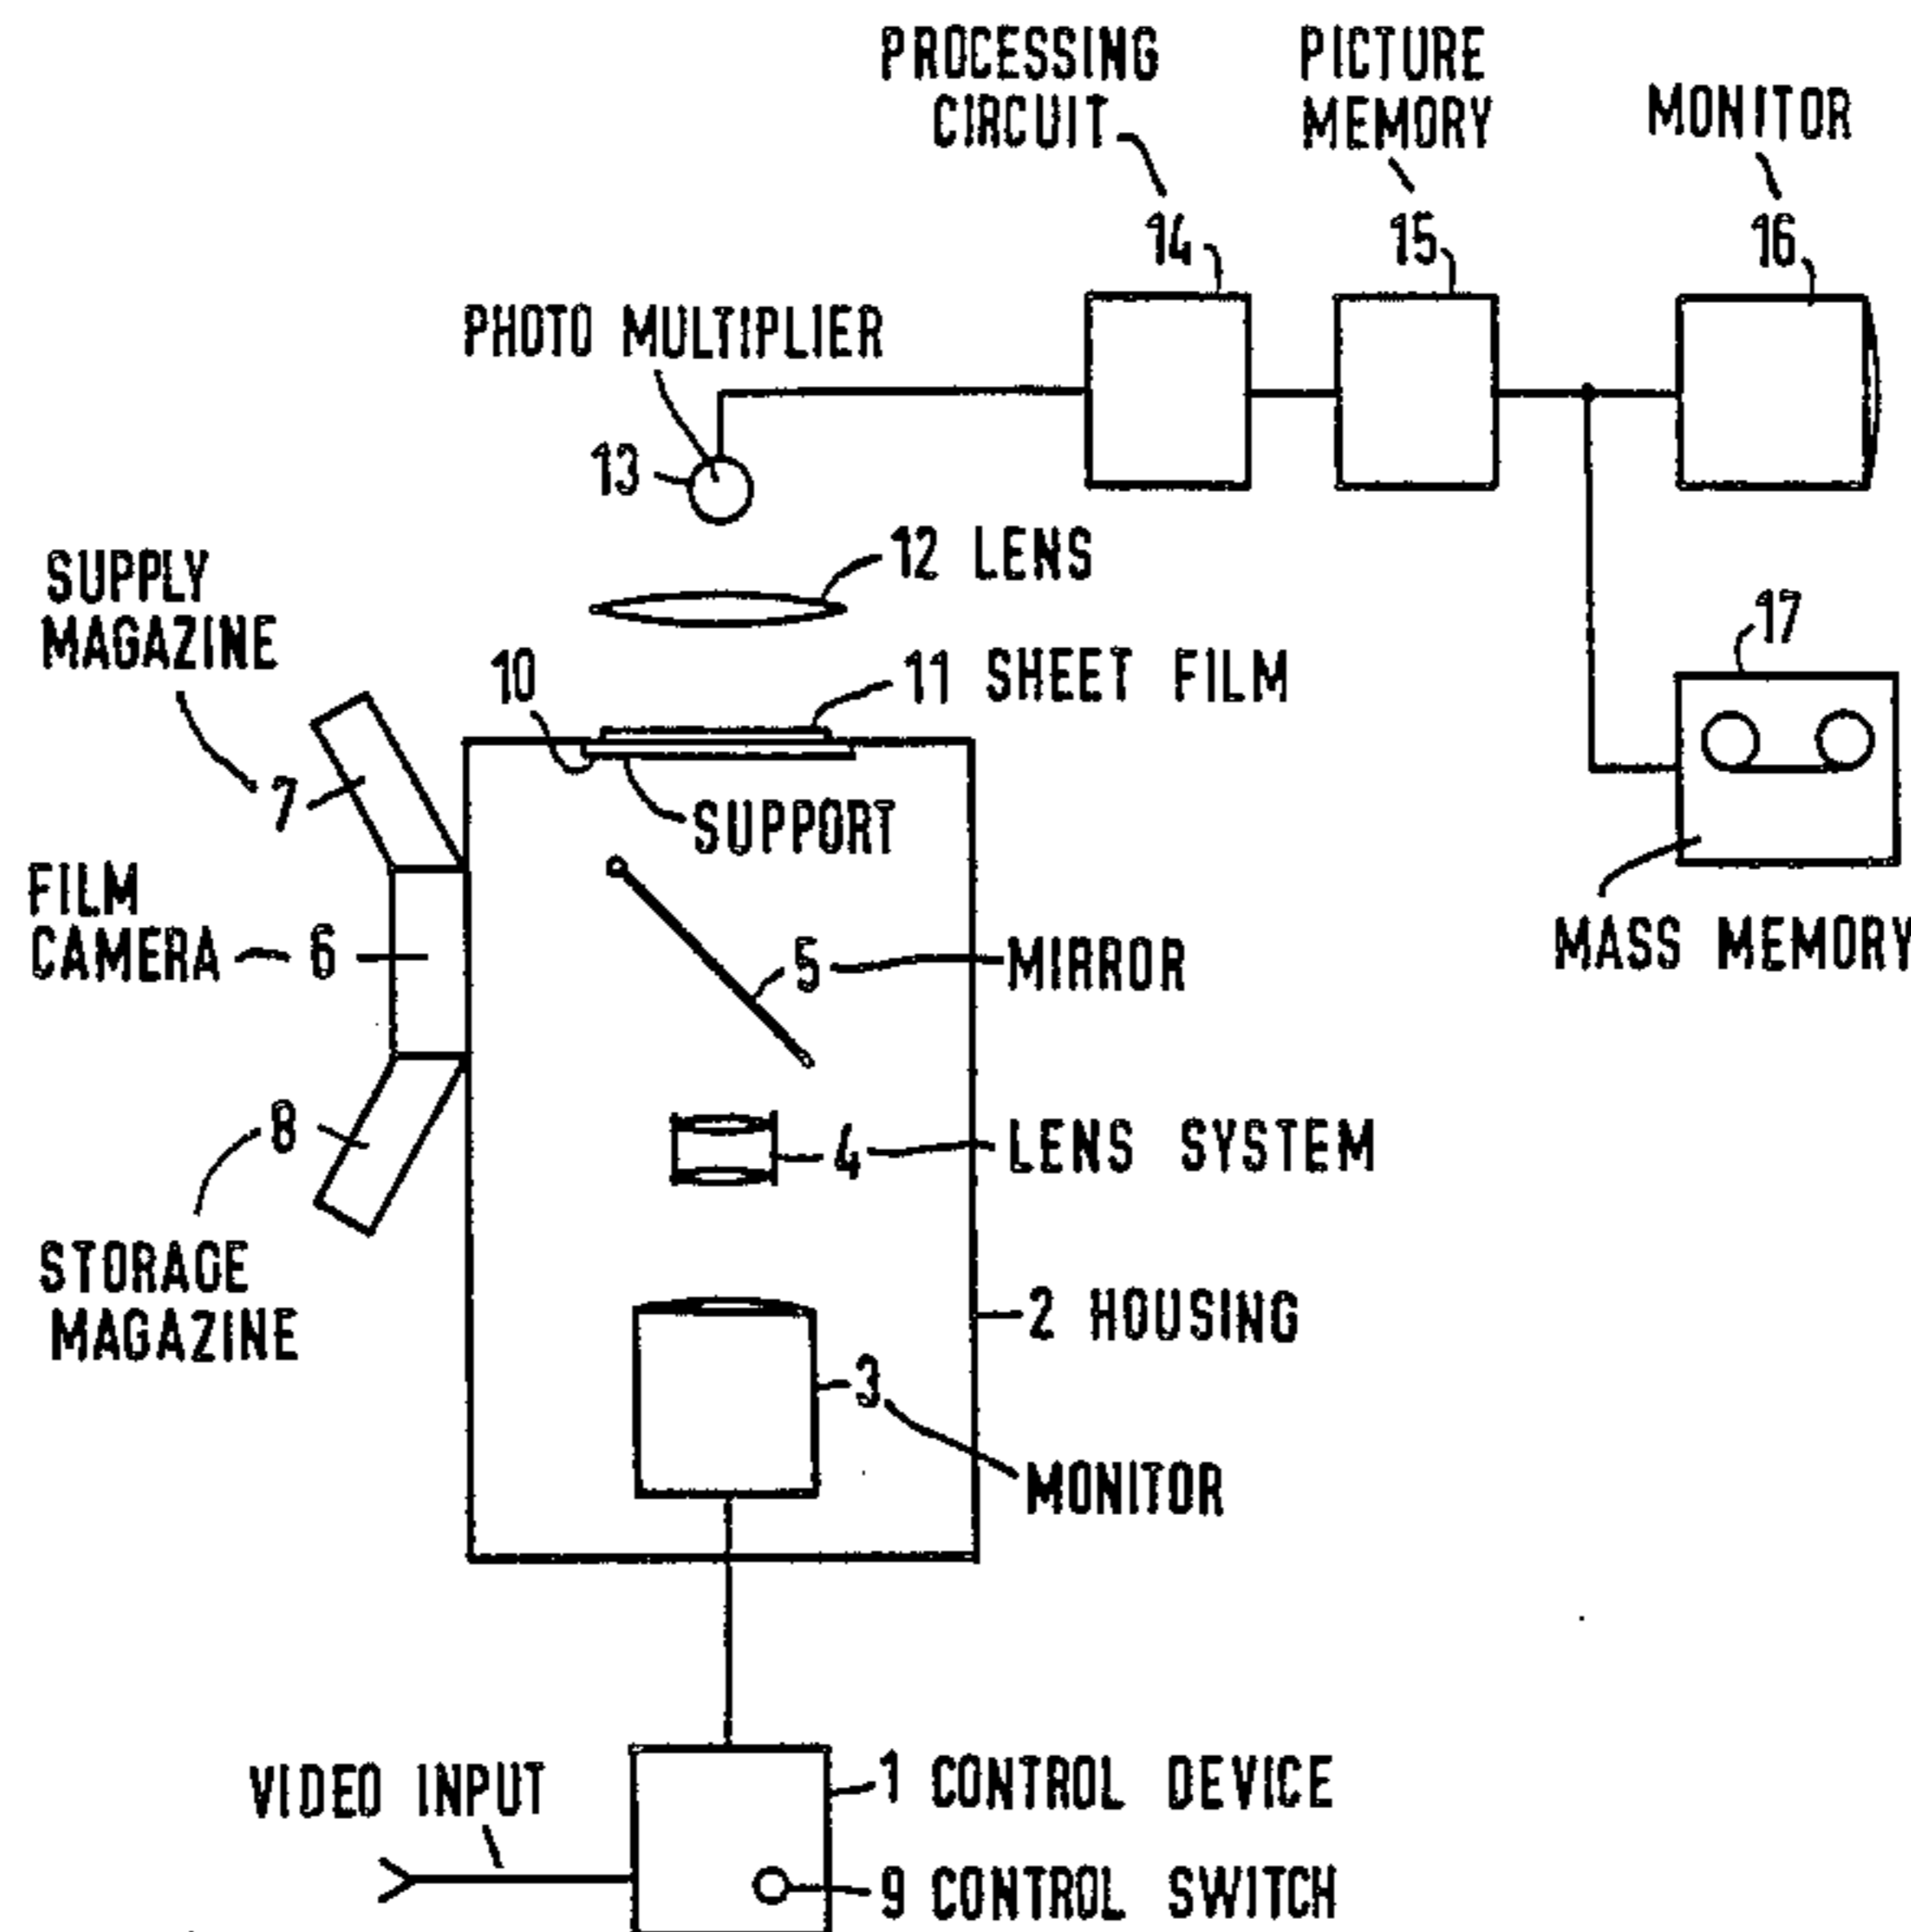 PROCESSING
CIRCUIT
PICTURE
MEMORY
MONITOR
14
15
16
PHOTO MULTIPLIER
13
12 LENS
SUPPLY
MAGAZINE
17
10
11 SHEET FILM
7
SUPPORT
FILM
CAMERA
6
5
MIRROR
MASS MEMORY
8
4
LENS SYSTEM
STORAGE
MAGAZINE
2 HOUSING
3
MONITOR
VIDEO INPUT
1 CONTROL DEVICE
9 CONTROL SWITCH